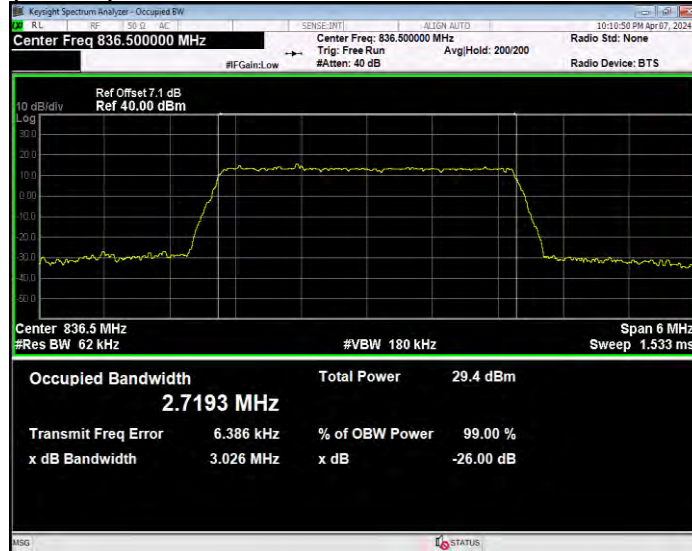 Keysight Spectrum Analyzer - Occupied BW
RL RF 50 Ω AC SENSE:INT ALIGN AUTO 10:10:50 PM Apr 07, 2024
Center Freq 836.500000 MHz Center Freq: 836.500000 MHz Radio Std: None
Trig: Free Run Avg|Hold: 200/200
#IFGain:Low #Atten: 40 dB Radio Device: BTS
Ref Offset 7.1 dB
10 dB/div Ref 40.00 dBm
Log
30.0
20.0
10.0
0.00
-10.0
-20.0
-30.0
-40.0
-50.0
Center 836.5 MHz Span 6 MHz
#Res BW 62 kHz #VBW 180 kHz Sweep 1.533 ms
Occupied Bandwidth Total Power 29.4 dBm
2.7193 MHz
Transmit Freq Error 6.386 kHz % of OBW Power 99.00 %
x dB Bandwidth 3.026 MHz x dB -26.00 dB
MSG STATUS